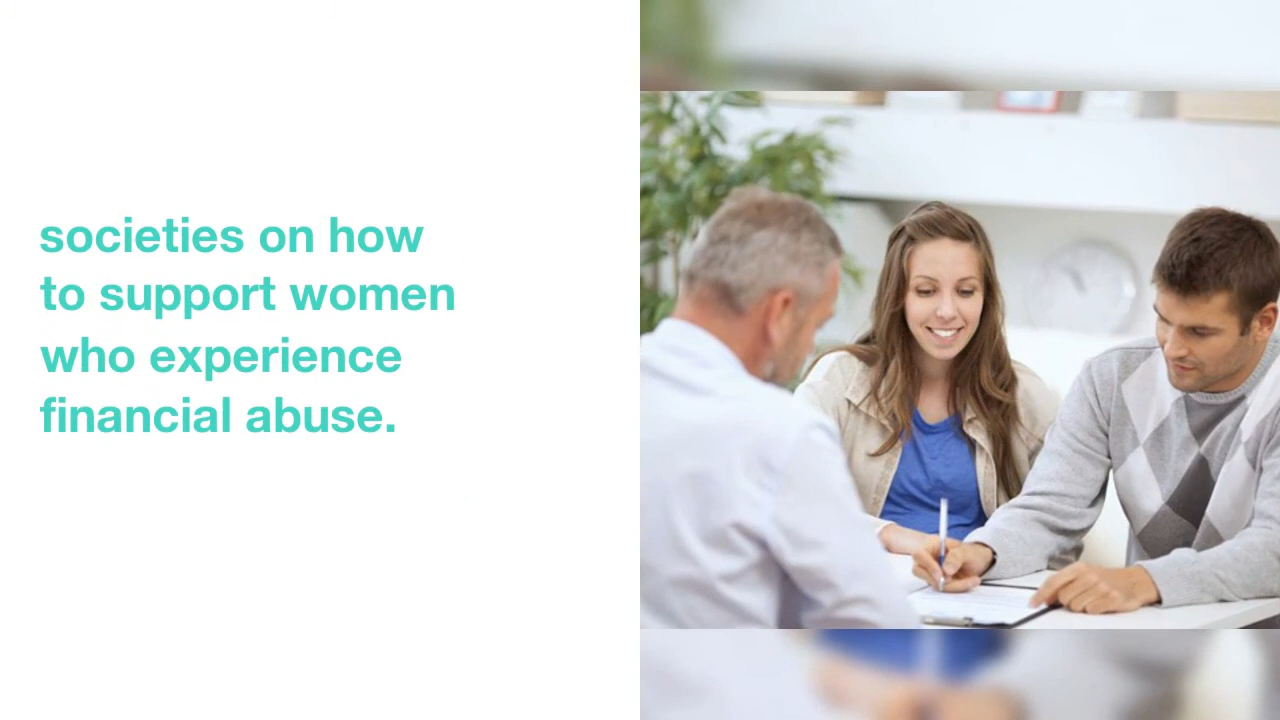 societies on how
to support women
who experience
financial abuse.